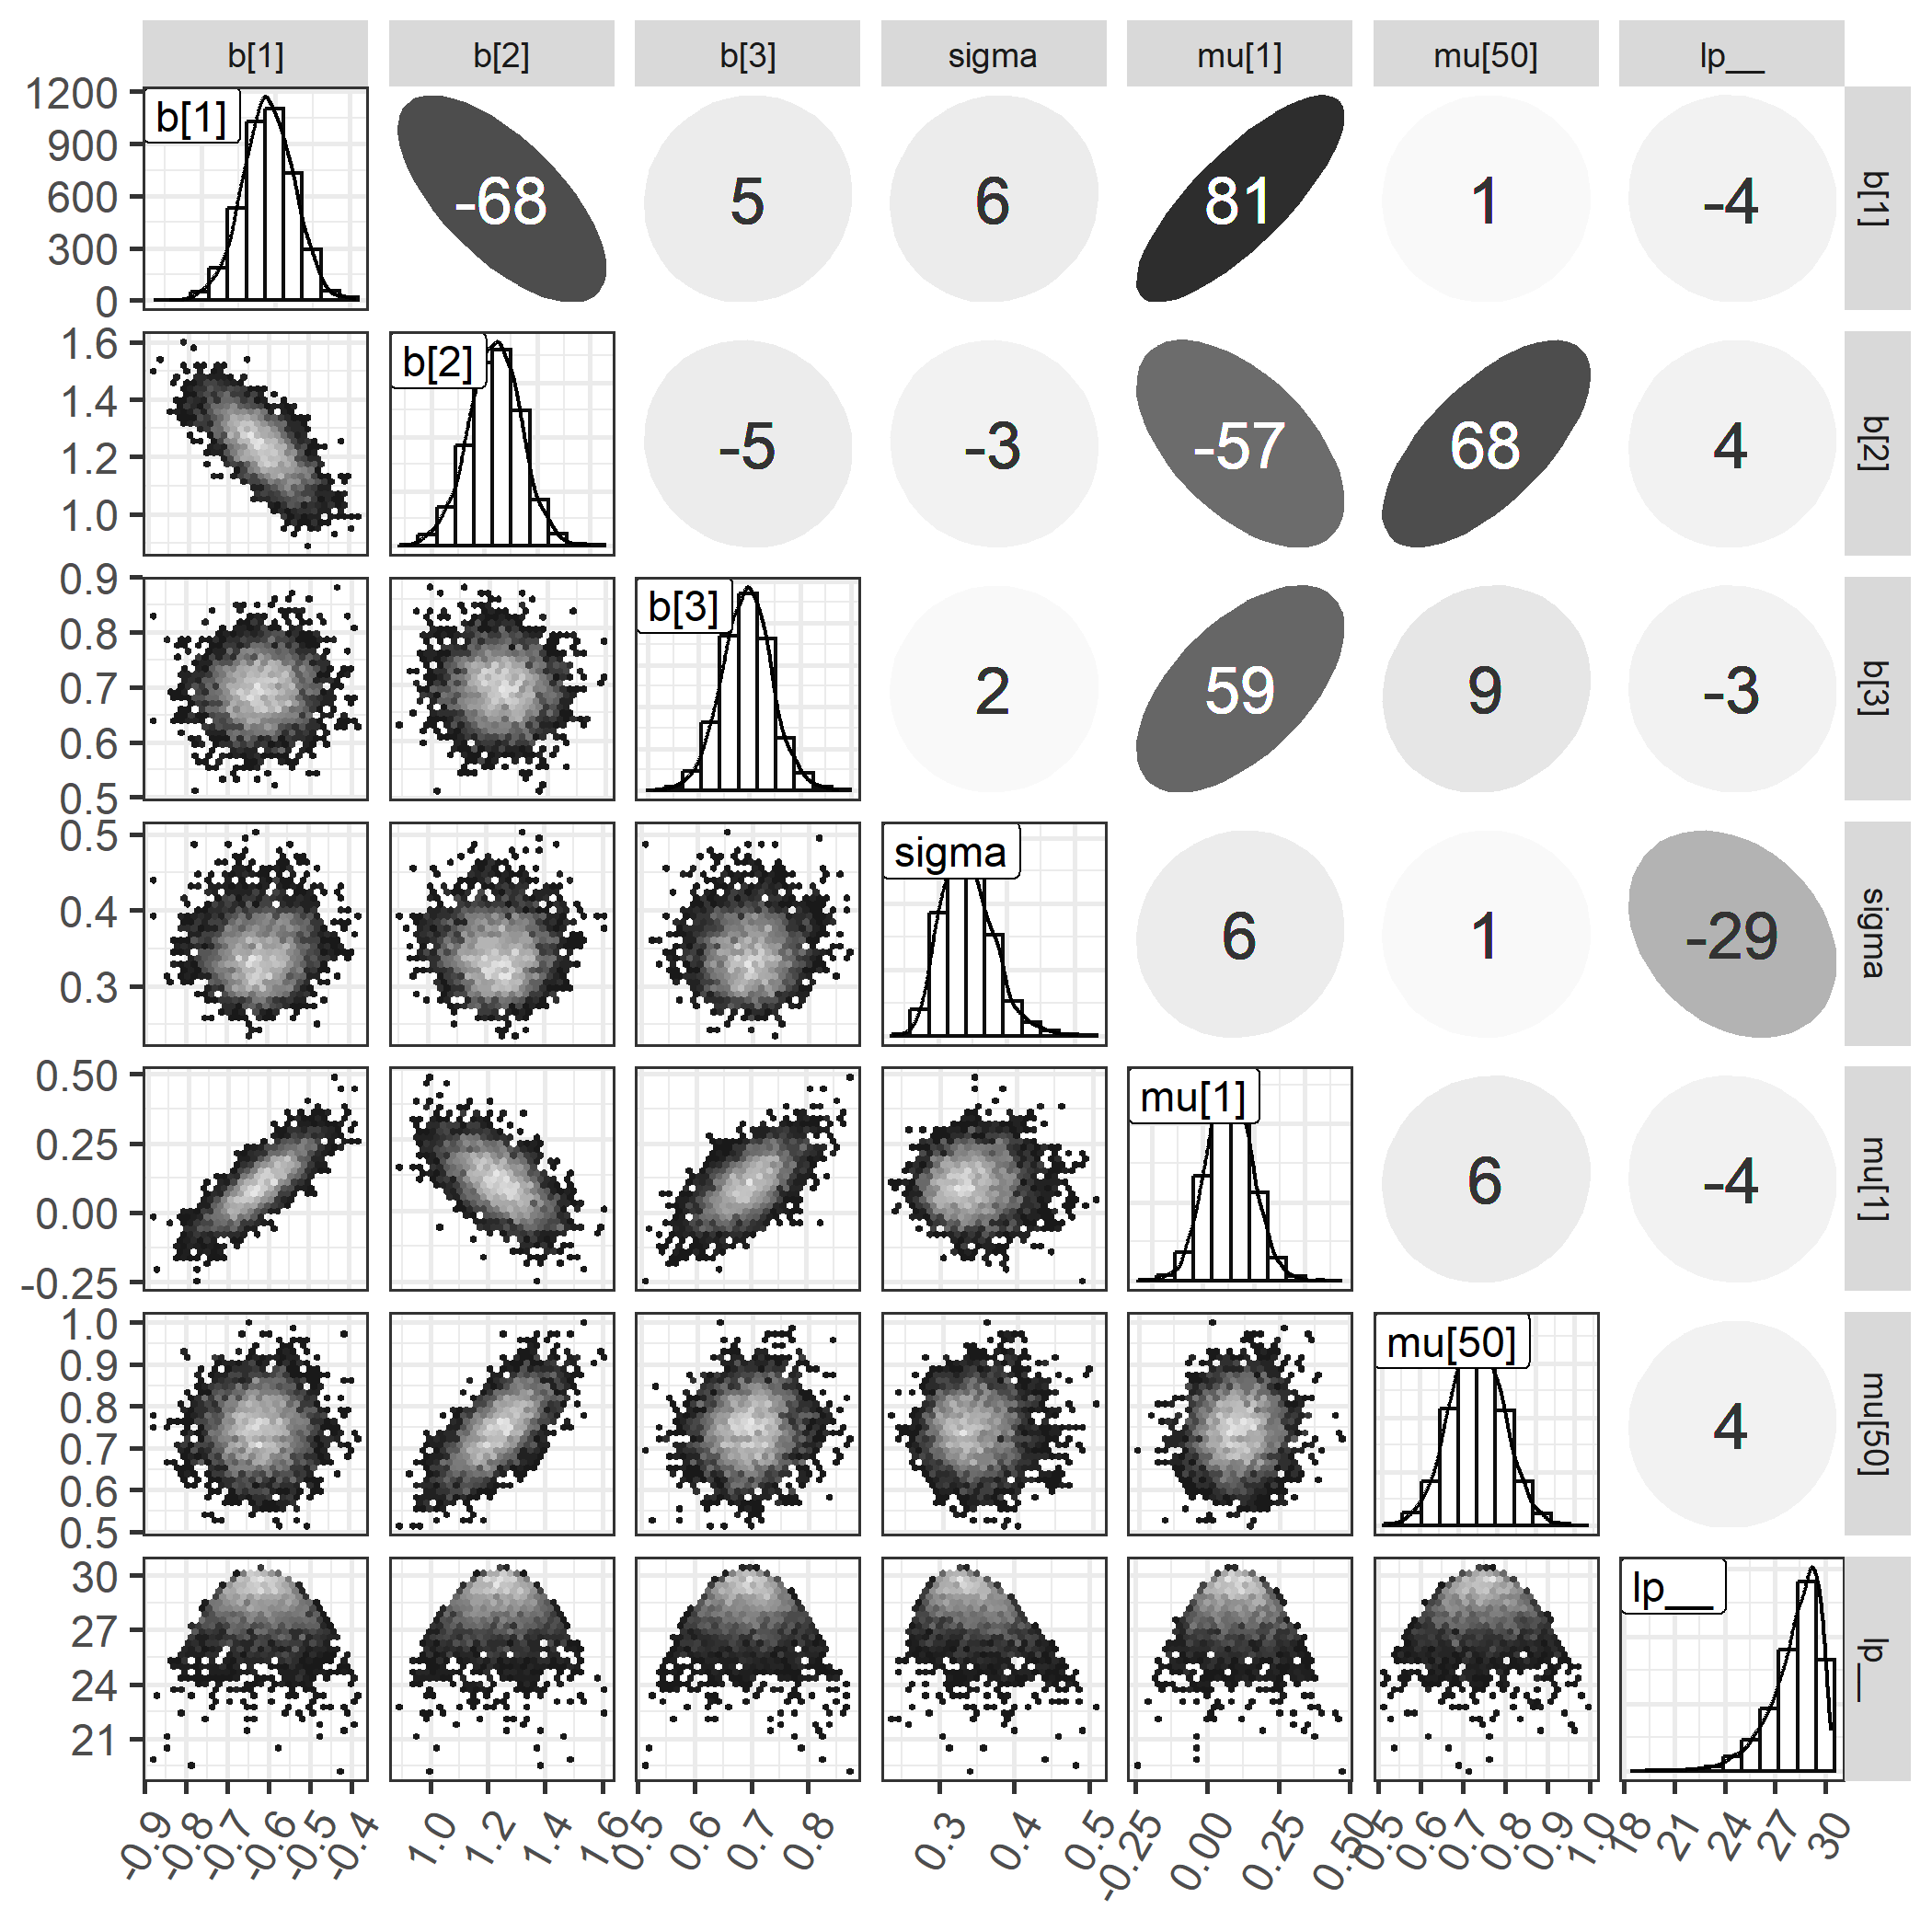 b[1] b[2] b[3] sigma mu[1] mu[50] lp__
1200
900
600
300
0
b[1]
-68 5 6 81 1 -4
b[1]
1.6
1.4
1.2
1.0
b[2]
-5 -3 -57 68 4
b[2]
0.9
0.8
0.7
0.6
0.5
b[3]
2 59 9 -3
b[3]
0.5
0.4
0.3
sigma
6 1 -29
sigma
0.50
0.25
0.00
-0.25
mu[1]
6 -4
mu[1]
1.0
0.9
0.8
0.7
0.6
0.5
mu[50]
4
mu[50]
30
27
24
21
lp__
lp__
-0.9 -0.8 -0.7 -0.6 -0.5 -0.4
1.0 1.2 1.4 1.6
0.5 0.6 0.7 0.8
0.3 0.4 0.5
-0.25 0.00 0.25 0.50
0.5 0.6 0.7 0.8 0.9 1.0
18 21 24 27 30